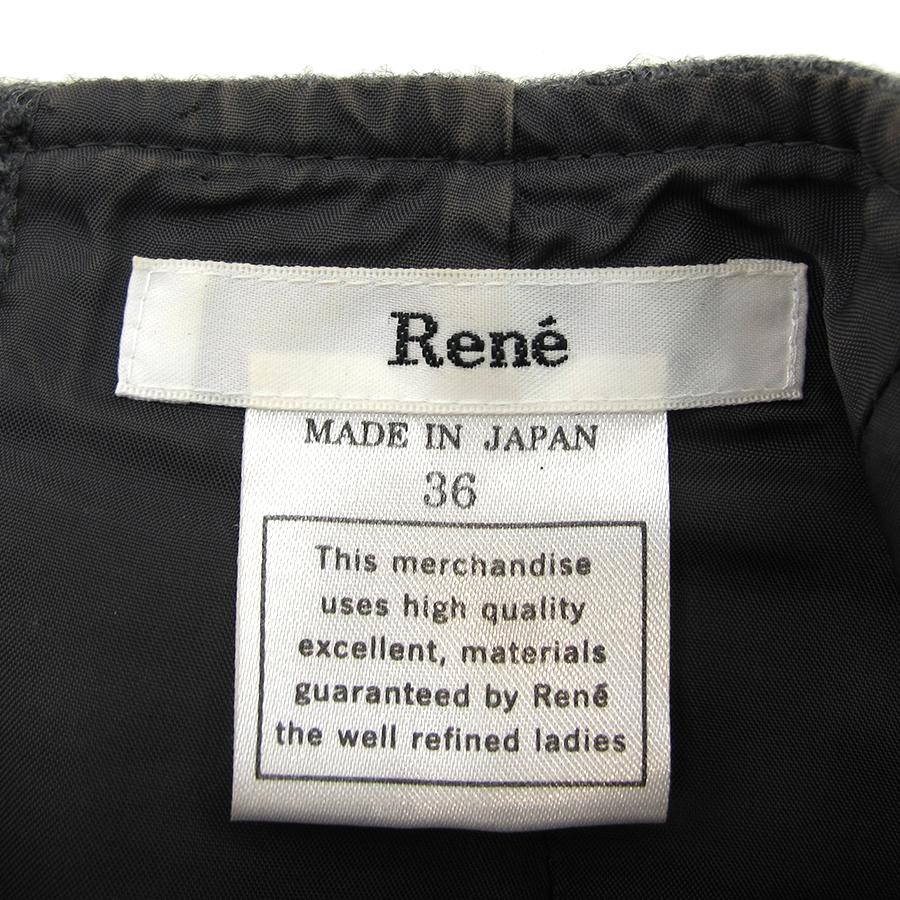 René
MADE IN JAPAN
36
This merchandise
uses high quality
excellent, materials
guaranteed by René
the well refined ladies